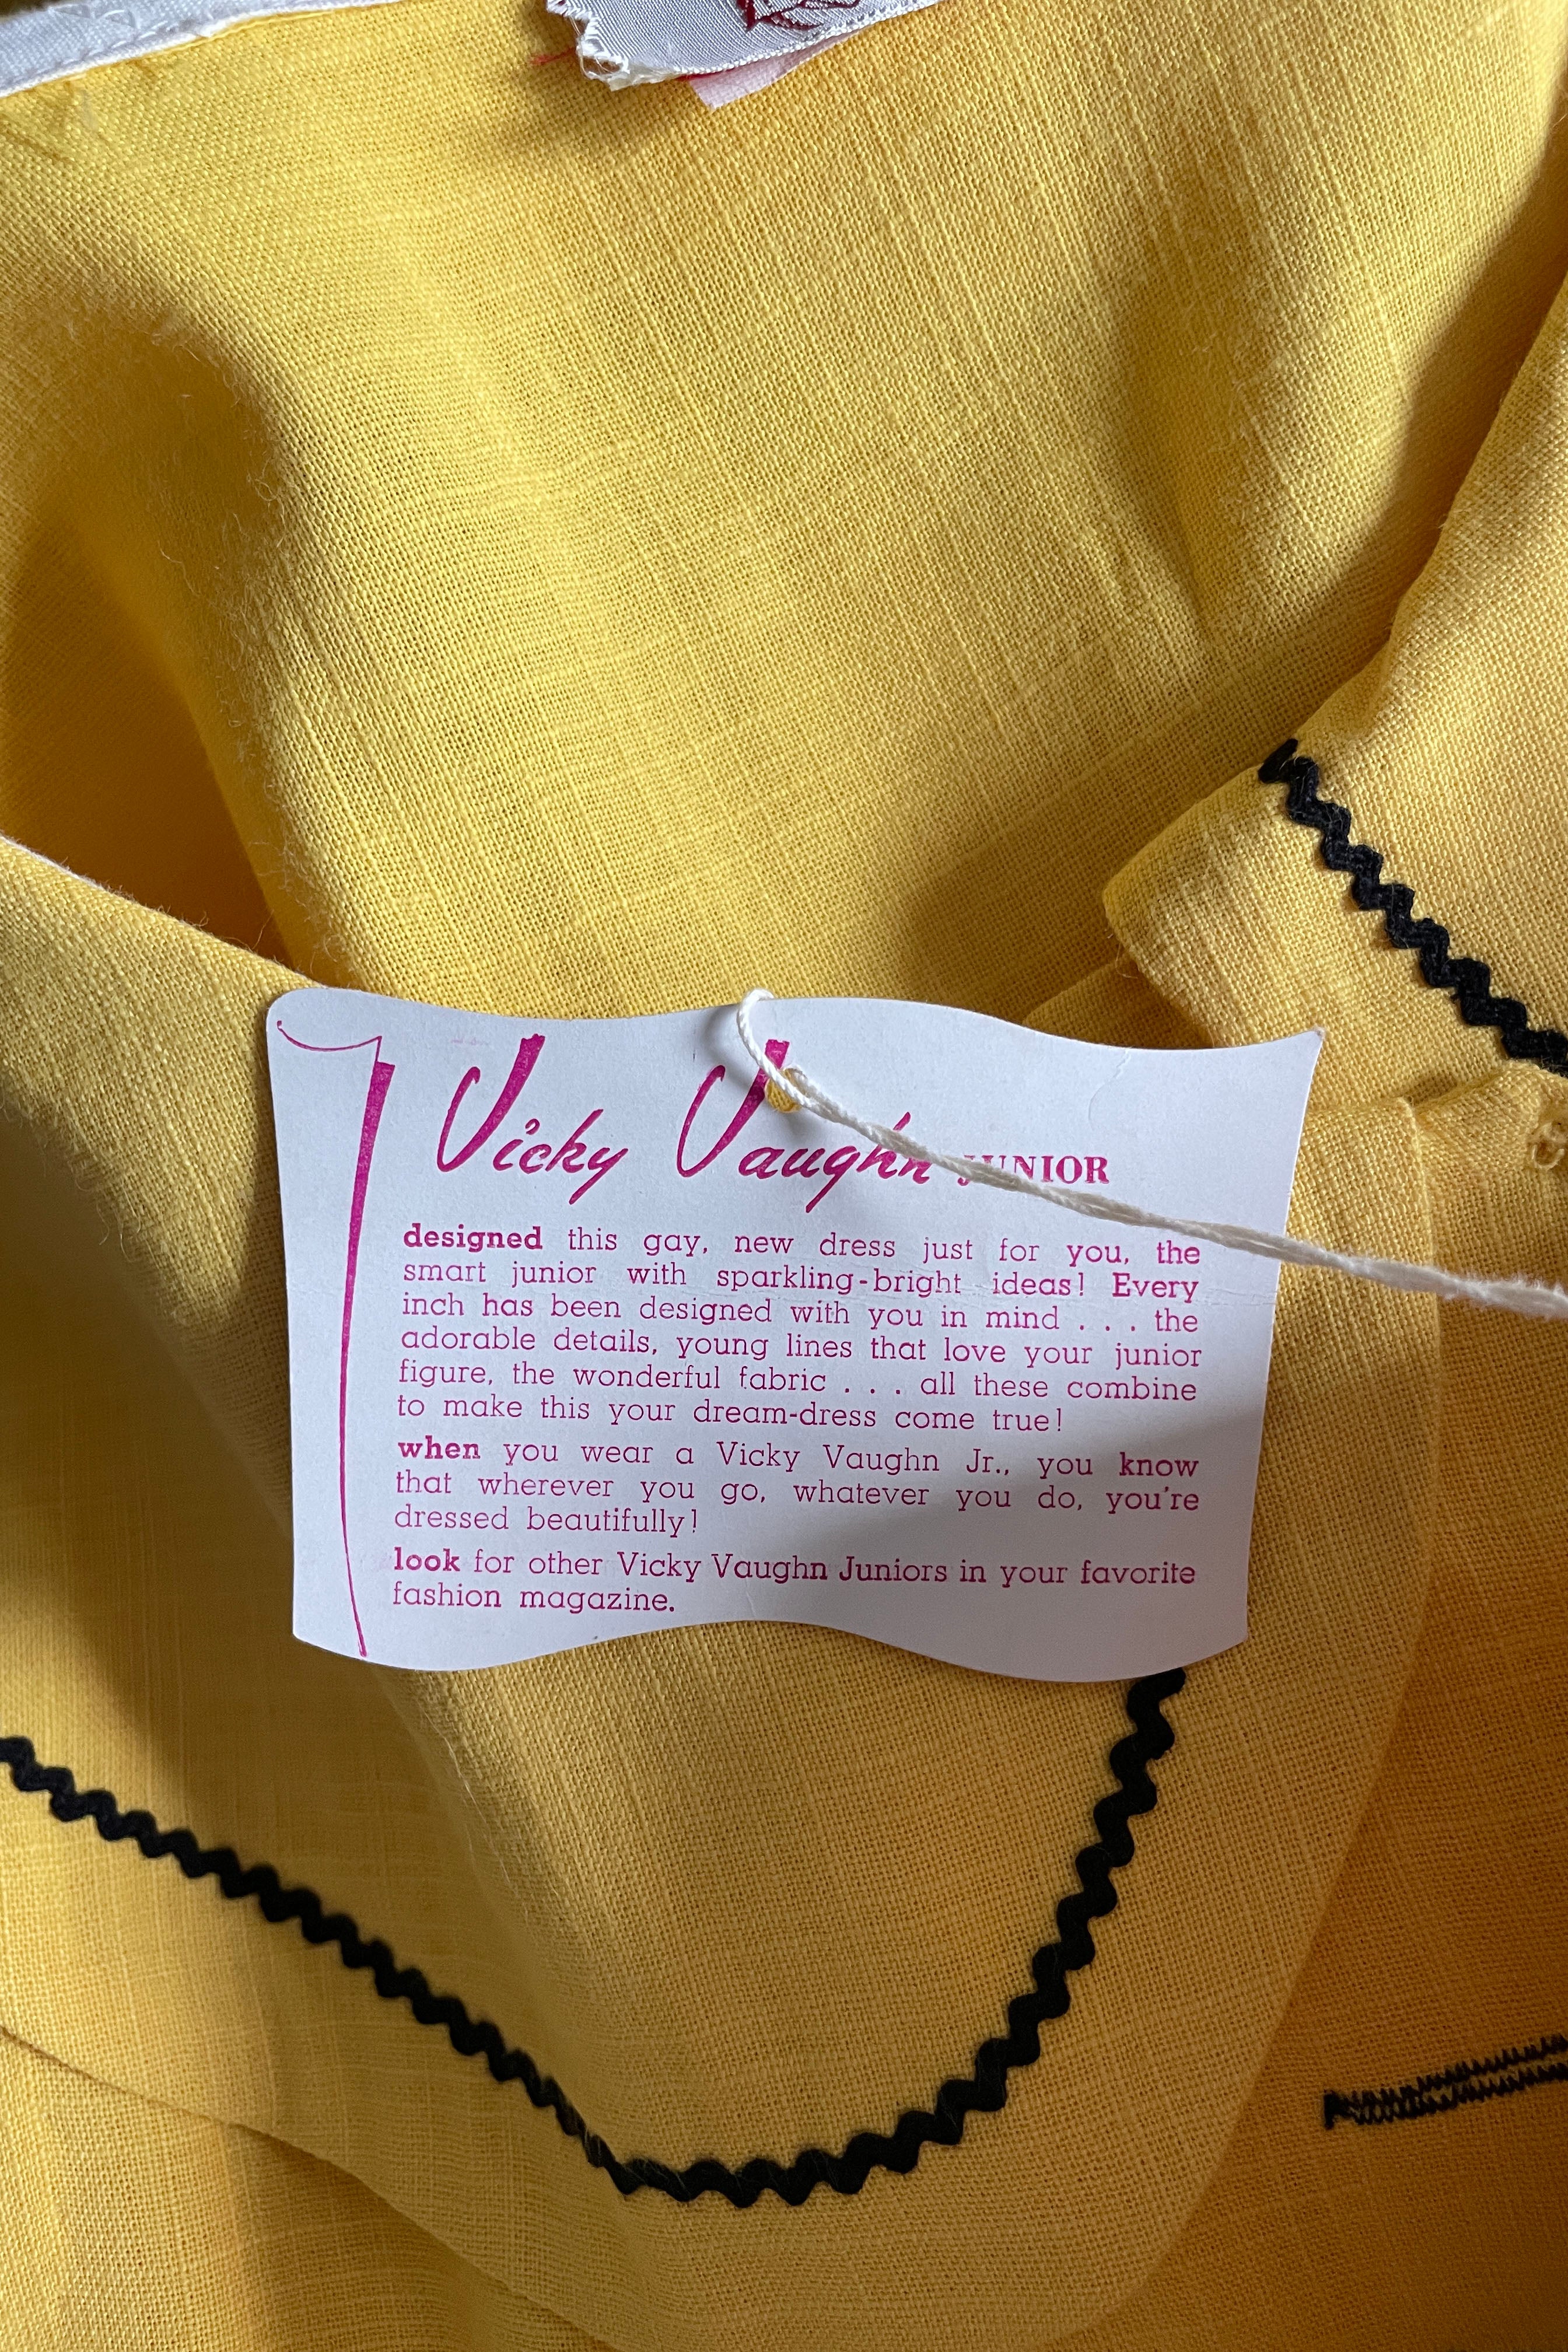 Vicky Vaughn JUNIOR
designed this gay, new dress just for you, the
smart junior with sparkling-bright ideas! Every
inch has been designed with you in mind . . . the
adorable details, young lines that love your junior
figure, the wonderful fabric . . . all these combine
to make this your dream-dress come true!
when you wear a Vicky Vaughn Jr., you know
that wherever you go, whatever you do, you're
dressed beautifully!
look for other Vicky Vaughn Juniors in your favorite
fashion magazine.